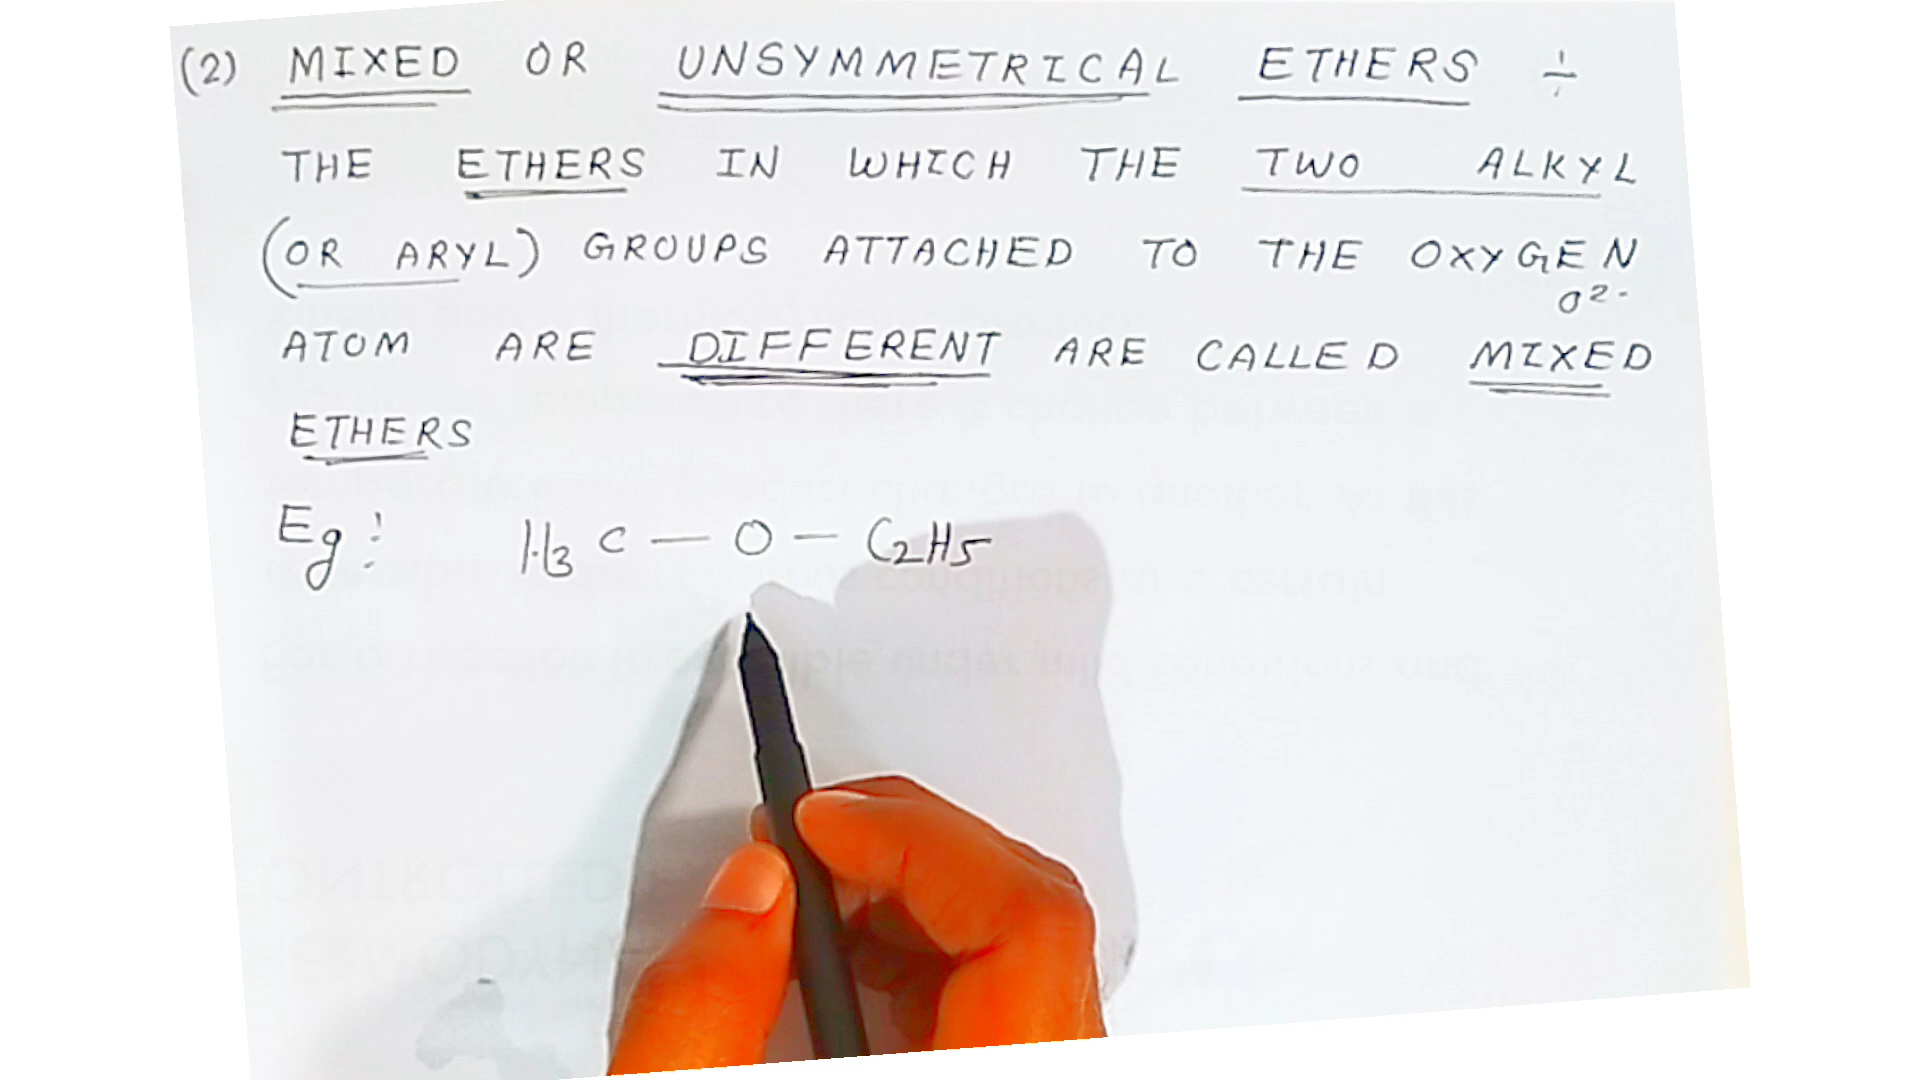 (2) MIXED OR UNSYMMETRICAL ETHERS ÷
THE ETHERS IN WHICH THE TWO ALKYL
(OR ARYL) GROUPS ATTACHED TO THE OXYGEN
O²-
ATOM ARE DIFFERENT ARE CALLED MIXED
ETHERS
Eg: H₃C — O — C₂H₅